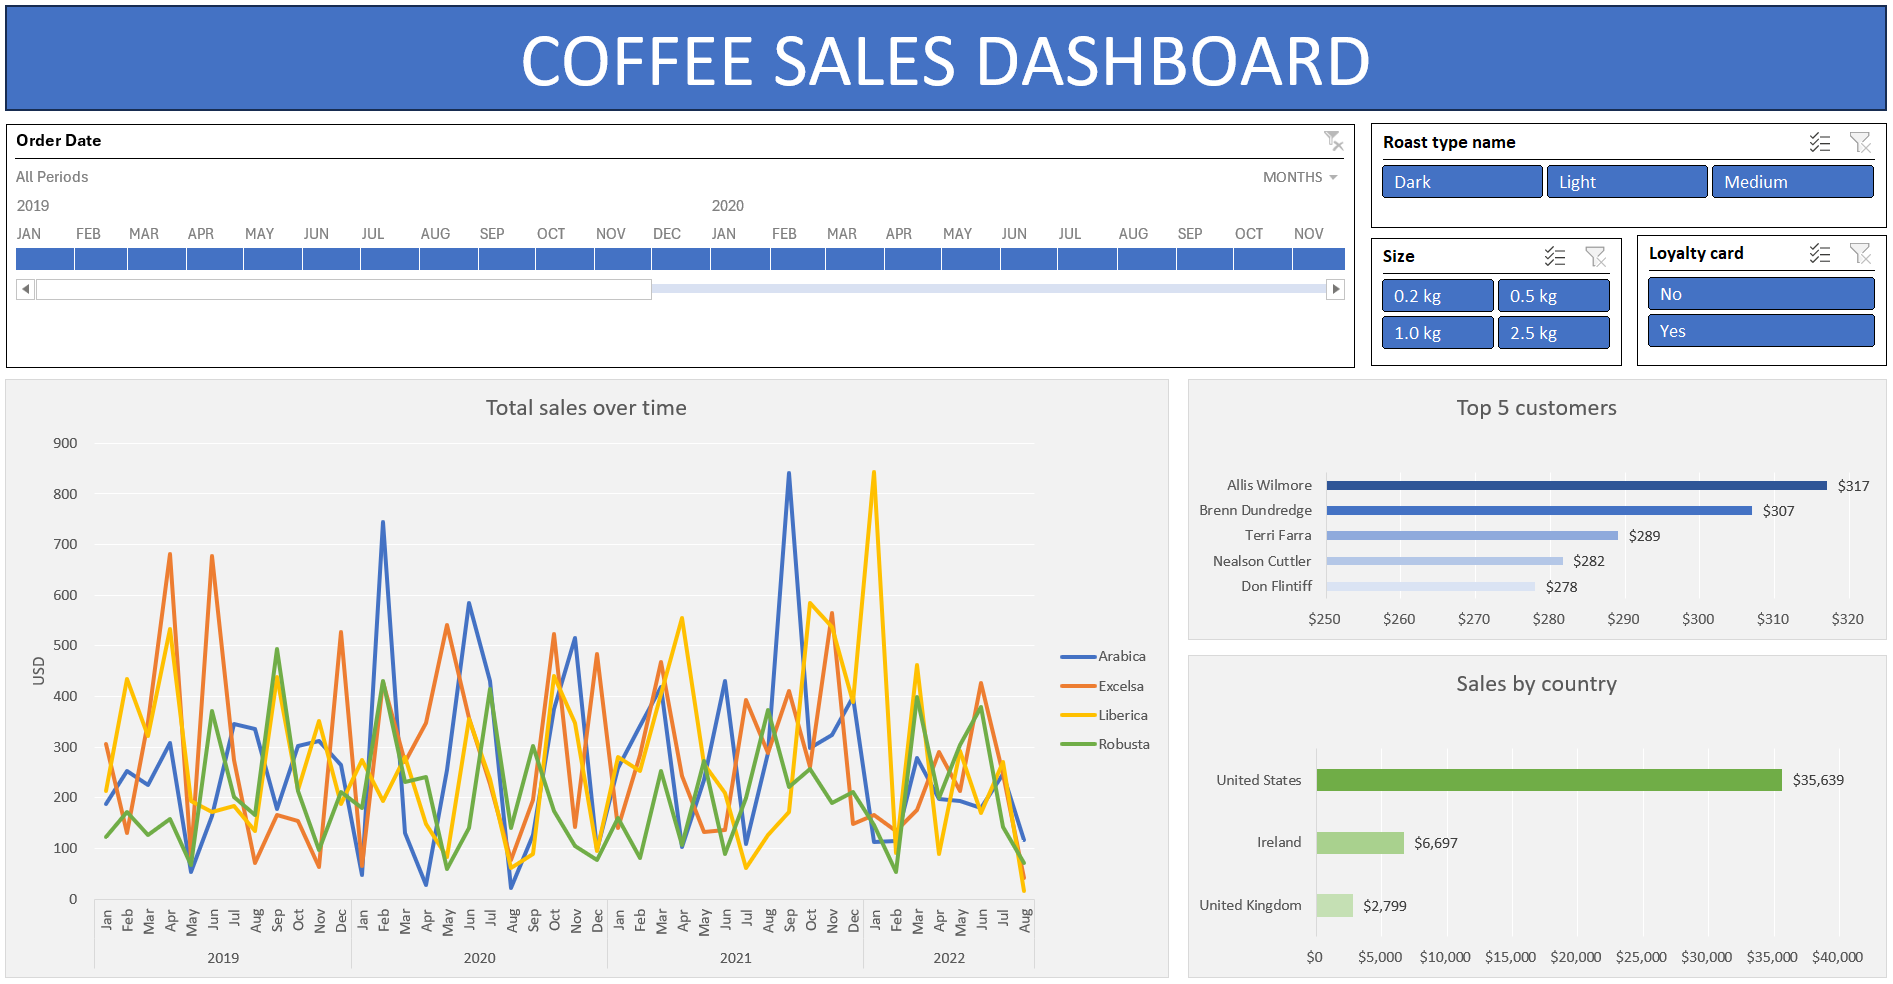 COFFEE SALES DASHBOARD
Order Date
All Periods
MONTHS
2019 2020
JAN FEB MAR APR MAY JUN JUL AUG SEP OCT NOV DEC JAN FEB MAR APR MAY JUN JUL AUG SEP OCT NOV
Roast type name
Dark Light Medium
Size
0.2 kg 0.5 kg
1.0 kg 2.5 kg
Loyalty card
No
Yes
Total sales over time
900
800
700
600
500
400
300
200
100
0
USD
Jan Feb Mar Apr May Jun Jul Aug Sep Oct Nov Dec Jan Feb Mar Apr May Jun Jul Aug Sep Oct Nov Dec Jan Feb Mar Apr May Jun Jul Aug Sep Oct Nov Dec Jan Feb Mar Apr May Jun Jul Aug
2019 2020 2021 2022
Arabica
Excelsa
Liberica
Robusta
Top 5 customers
Allis Wilmore $317
Brenn Dundredge $307
Terri Farra $289
Nealson Cuttler $282
Don Flintiff $278
$250 $260 $270 $280 $290 $300 $310 $320
Sales by country
United States $35,639
Ireland $6,697
United Kingdom $2,799
$0 $5,000 $10,000 $15,000 $20,000 $25,000 $30,000 $35,000 $40,000